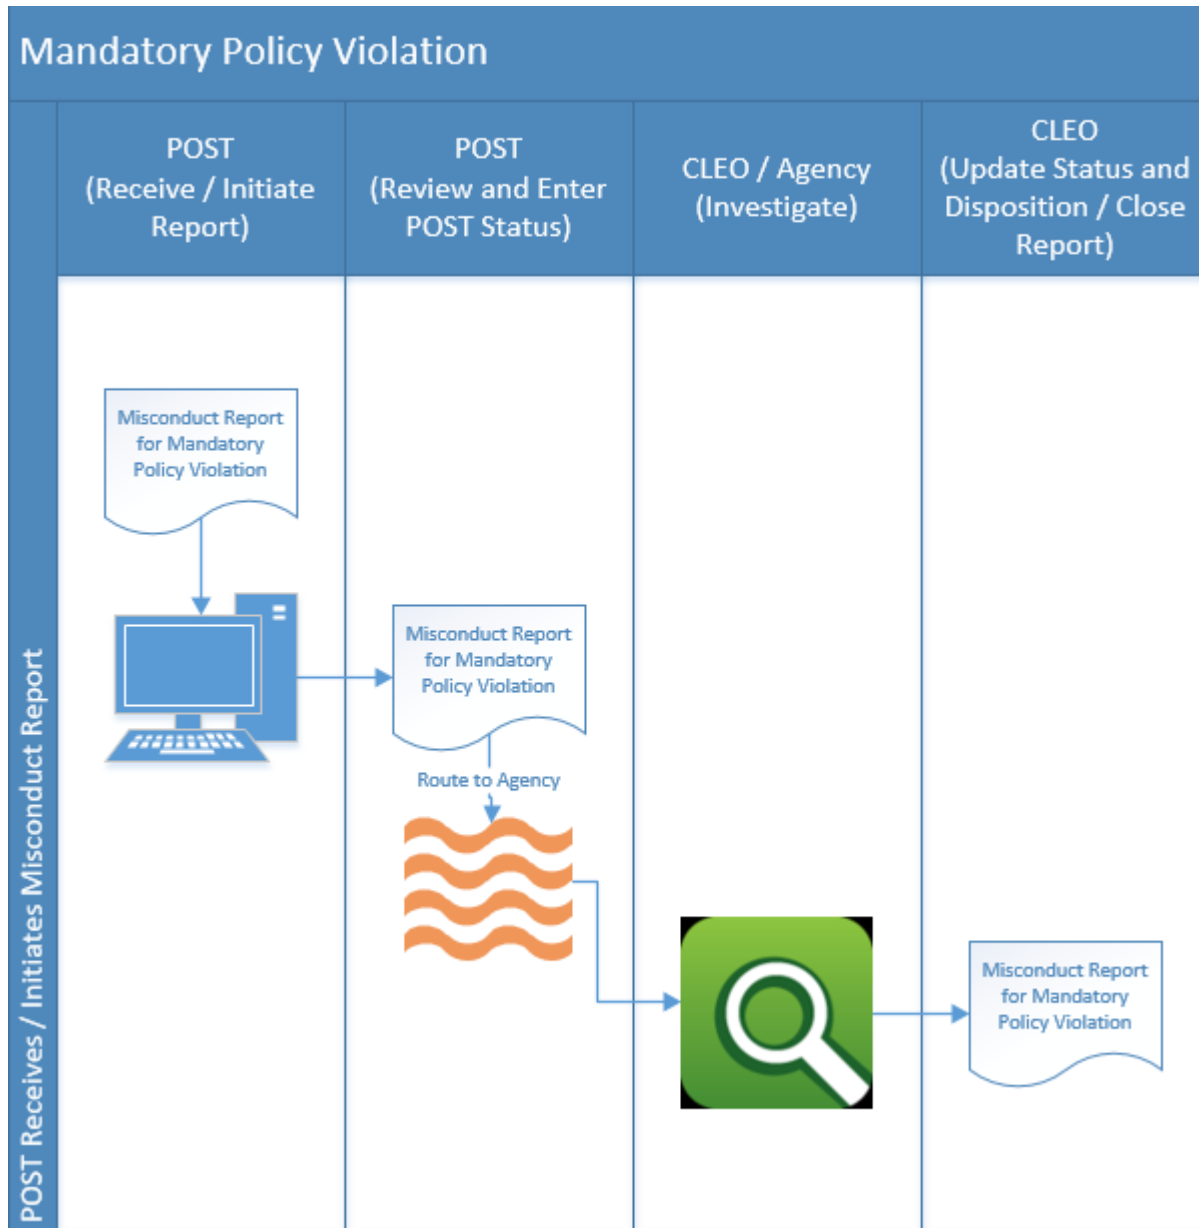 Mandatory Policy Violation
POST
(Receive / Initiate
Report)
POST
(Review and Enter
POST Status)
CLEO / Agency
(Investigate)
CLEO
(Update Status and
Disposition / Close
Report)
POST Receives / Initiates Misconduct Report
Misconduct Report
for Mandatory
Policy Violation
Misconduct Report
for Mandatory
Policy Violation
Route to Agency
Misconduct Report
for Mandatory
Policy Violation